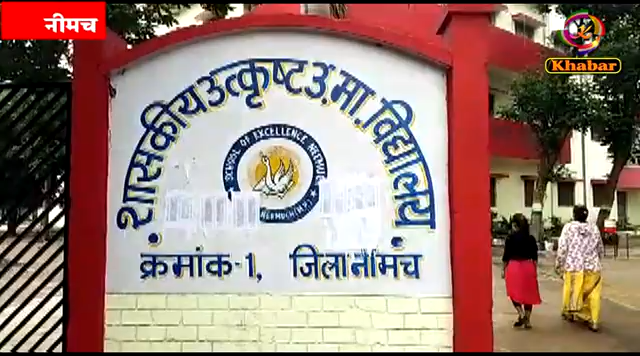 नीमच
Khabar
शासकीय उत्कृष्ट उ.मा. विद्यालय
SCHOOL OF EXCELLENCE NEEMUCH
NEEMUCH (M.P.)
क्रमांक-1, जिला नीमच